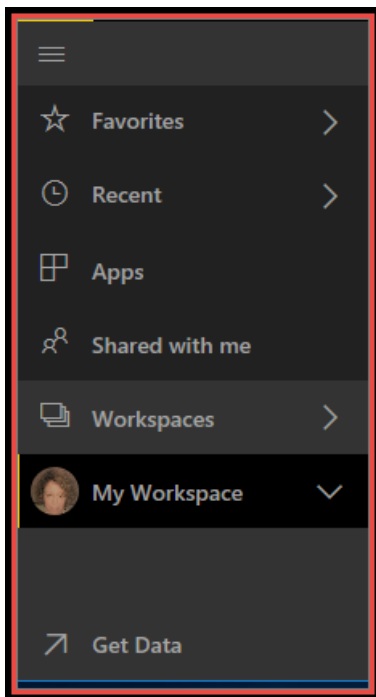 Favorites
Recent
Apps
Shared with me
Workspaces
My Workspace
Get Data